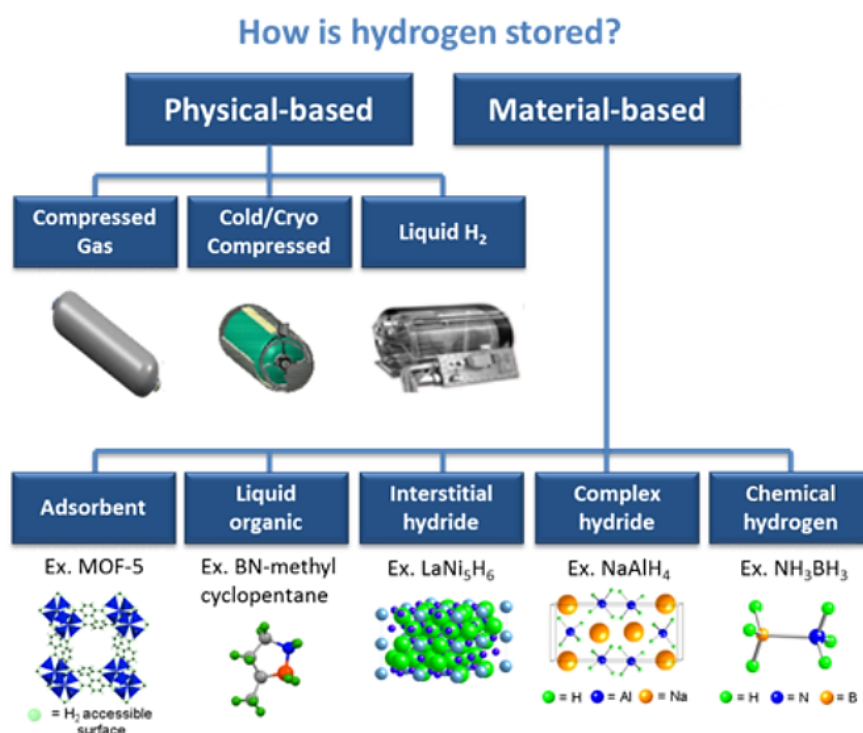 How is hydrogen stored?
Physical-based
Material-based
Compressed
Gas
Cold/Cryo
Compressed
Liquid H₂
Adsorbent
Liquid
organic
Interstitial
hydride
Complex
hydride
Chemical
hydrogen
Ex. MOF-5
Ex. BN-methyl
cyclopentane
Ex. LaNi₅H₆
Ex. NaAlH₄
Ex. NH₃BH₃
= H₂ accessible
surface
= H = Al = Na
= H = N = B